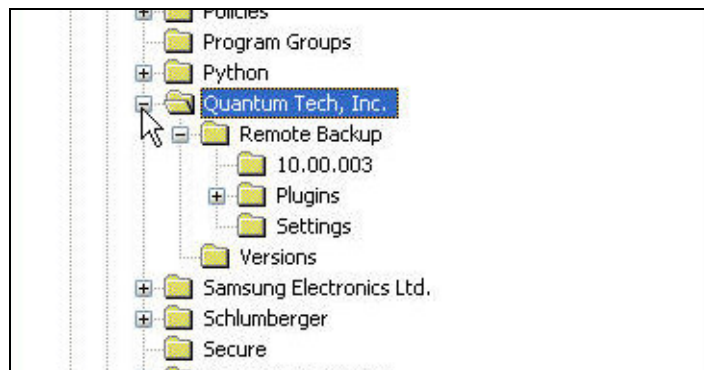 Policies
Program Groups
Python
Quantum Tech, Inc.
Remote Backup
10.00.003
Plugins
Settings
Versions
Samsung Electronics Ltd.
Schlumberger
Secure